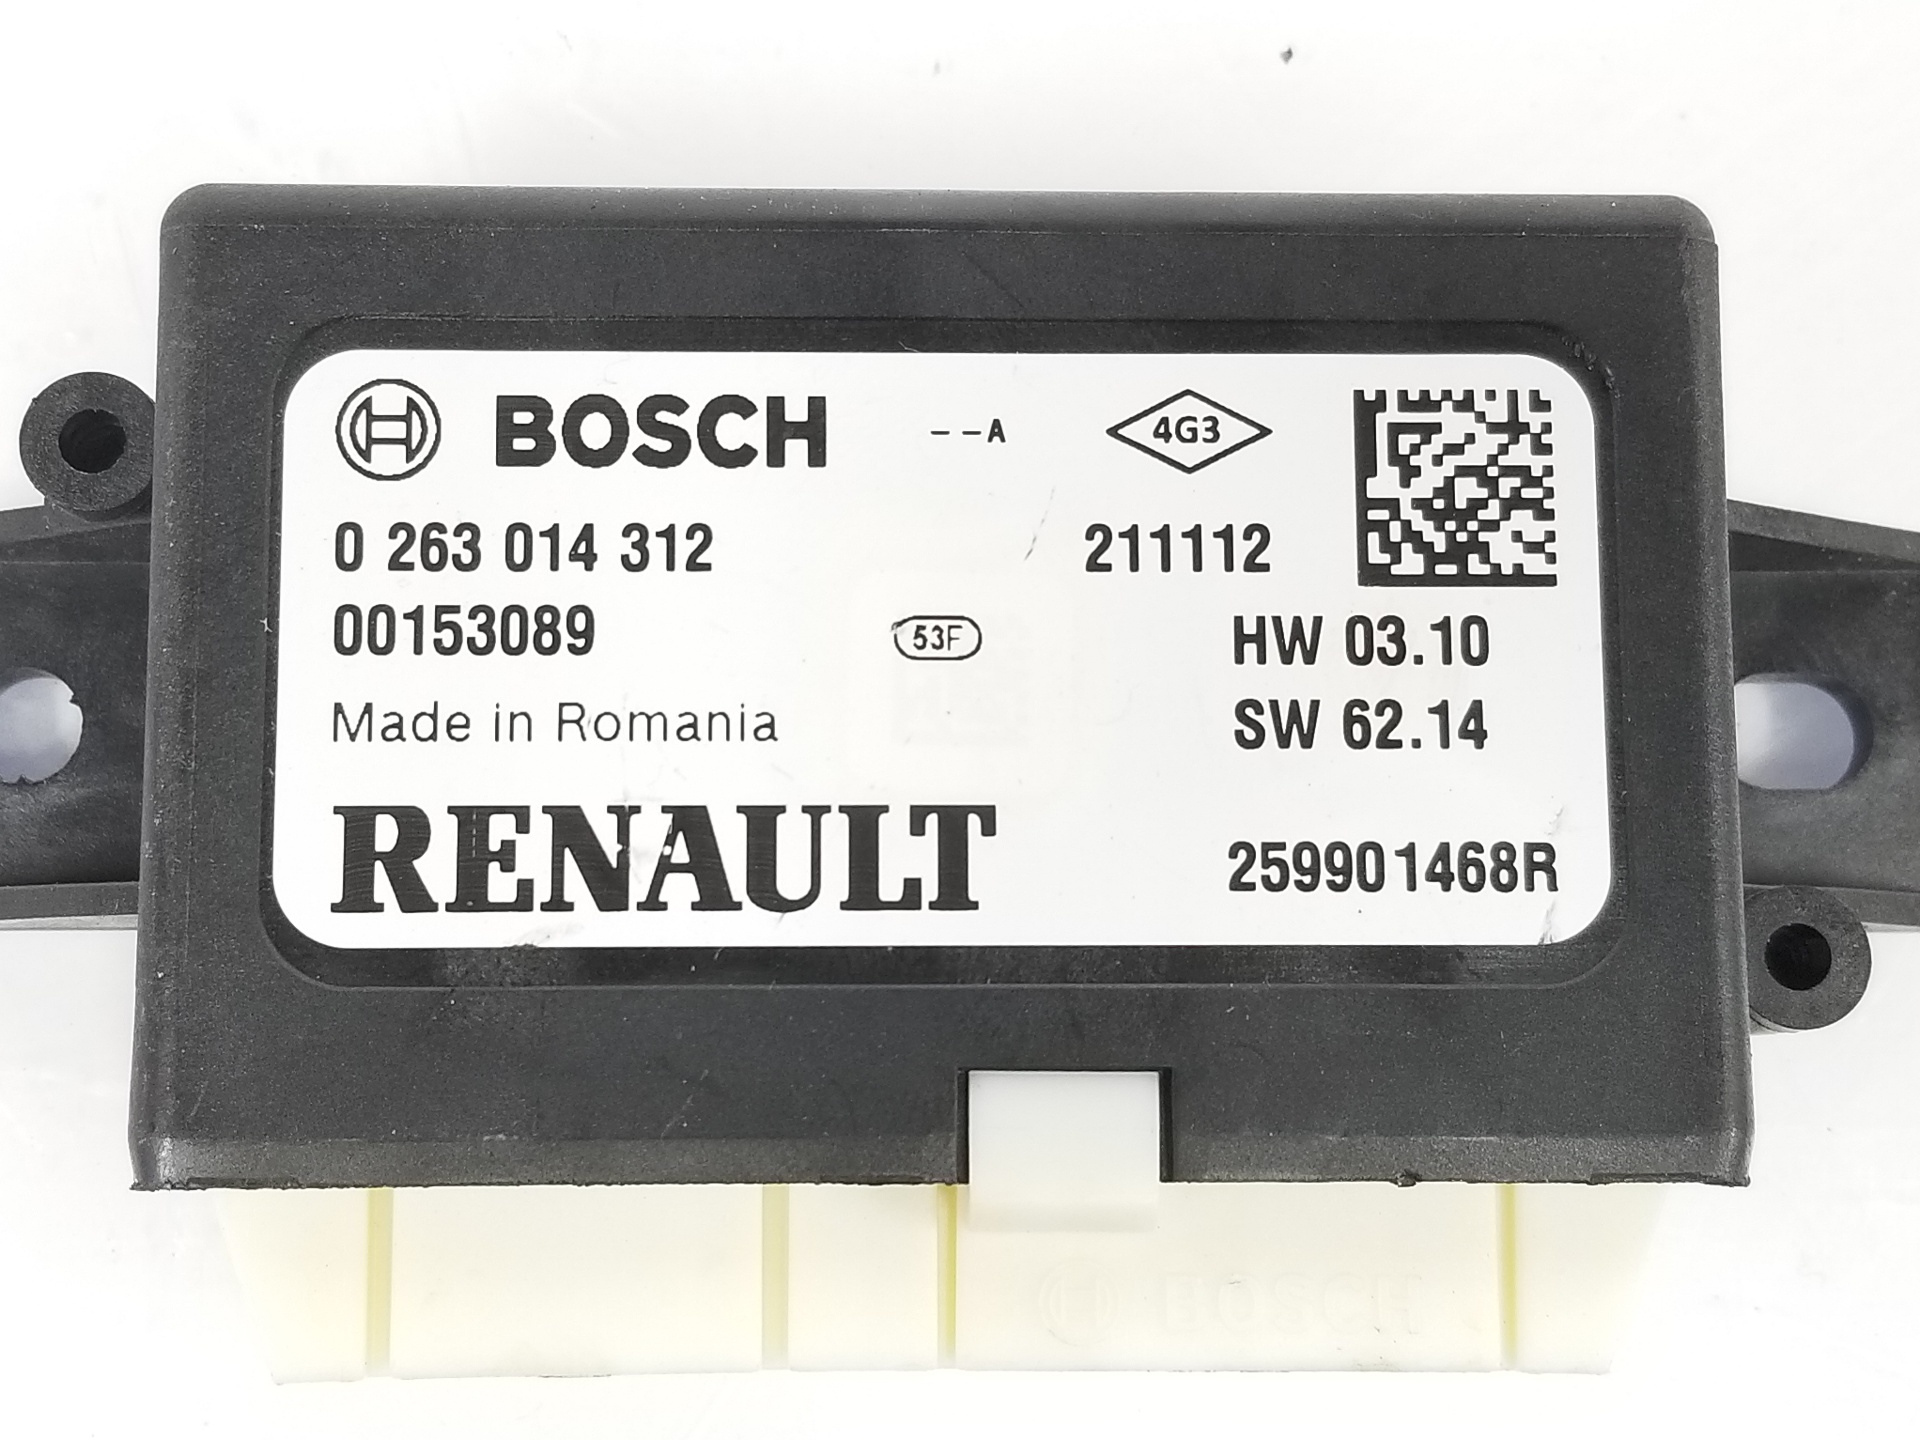 BOSCH --A 4G3
0 263 014 312 211112
00153089 53F HW 03.10
Made in Romania SW 62.14
RENAULT 259901468R
BOSCH